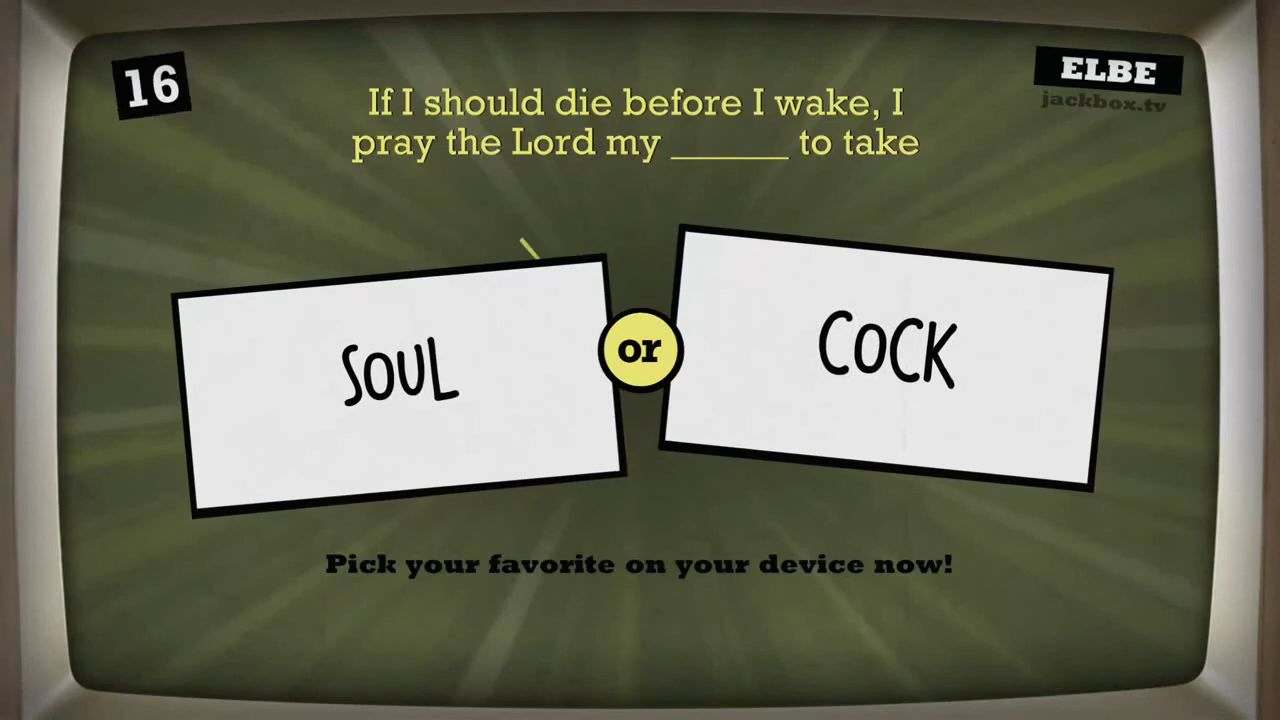 16
ELBE
jackbox.tv
If I should die before I wake, I
pray the Lord my ______ to take
SOUL
or
COCK
Pick your favorite on your device now!